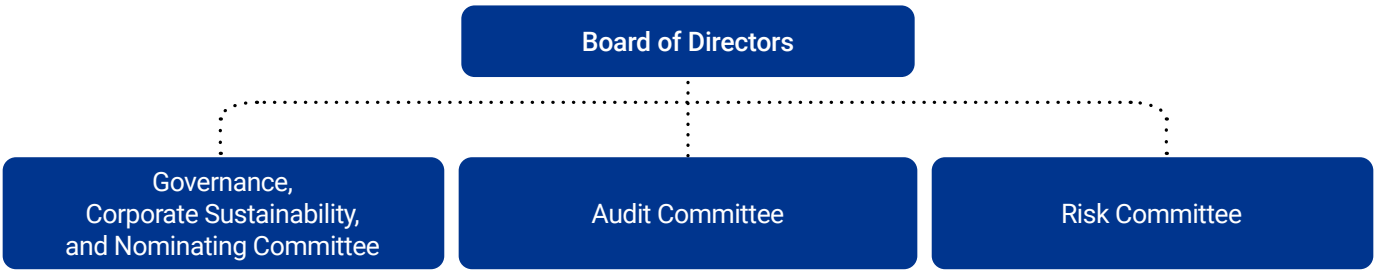 Board of Directors
Governance,
Corporate Sustainability,
and Nominating Committee
Audit Committee
Risk Committee